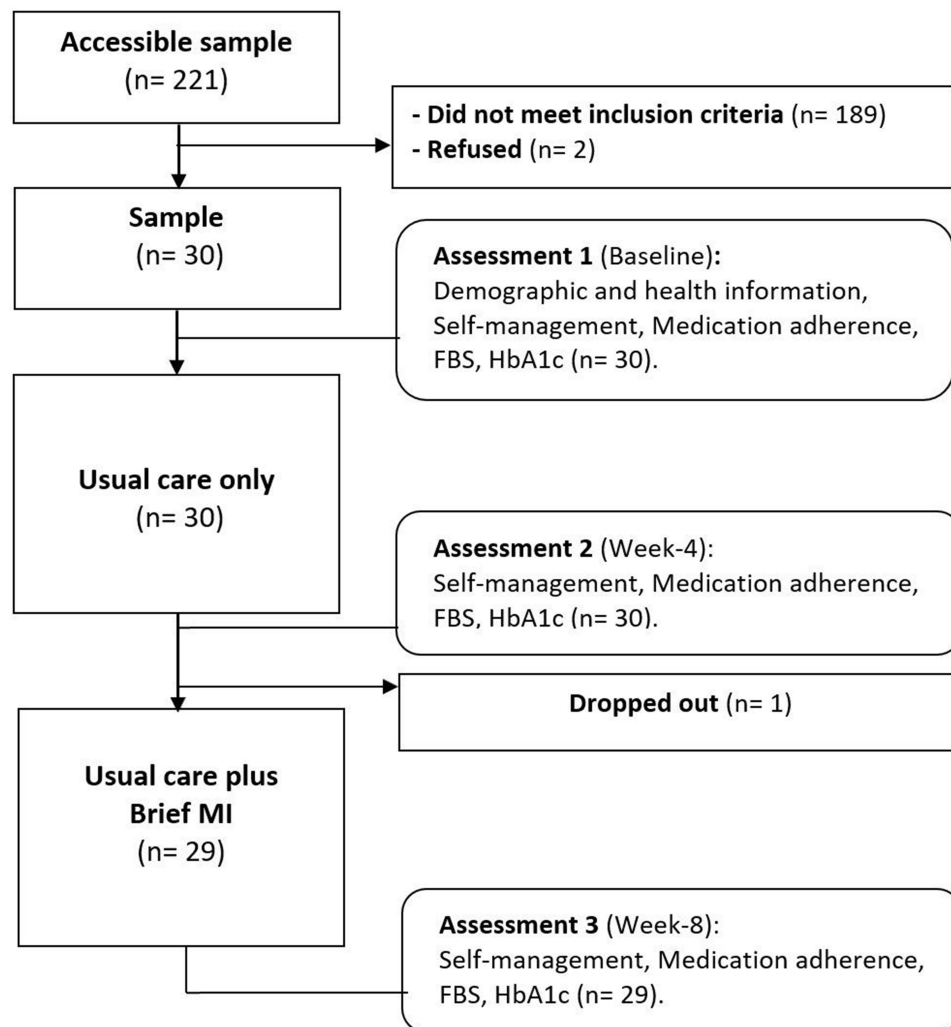 Accessible sample
(n= 221)
- Did not meet inclusion criteria (n= 189)
- Refused (n= 2)
Sample
(n= 30)
Assessment 1 (Baseline):
Demographic and health information,
Self-management, Medication adherence,
FBS, HbA1c (n= 30).
Usual care only
(n= 30)
Assessment 2 (Week-4):
Self-management, Medication adherence,
FBS, HbA1c (n= 30).
Dropped out (n= 1)
Usual care plus
Brief MI
(n= 29)
Assessment 3 (Week-8):
Self-management, Medication adherence,
FBS, HbA1c (n= 29).